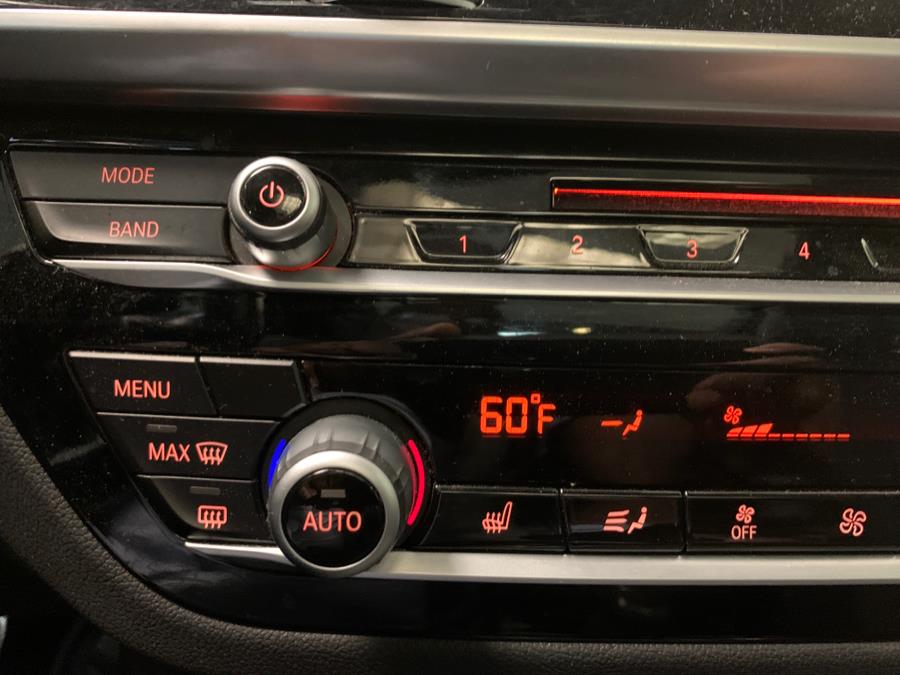 MODE
BAND
1 2 3 4
MENU
60°F
MAX
AUTO
OFF